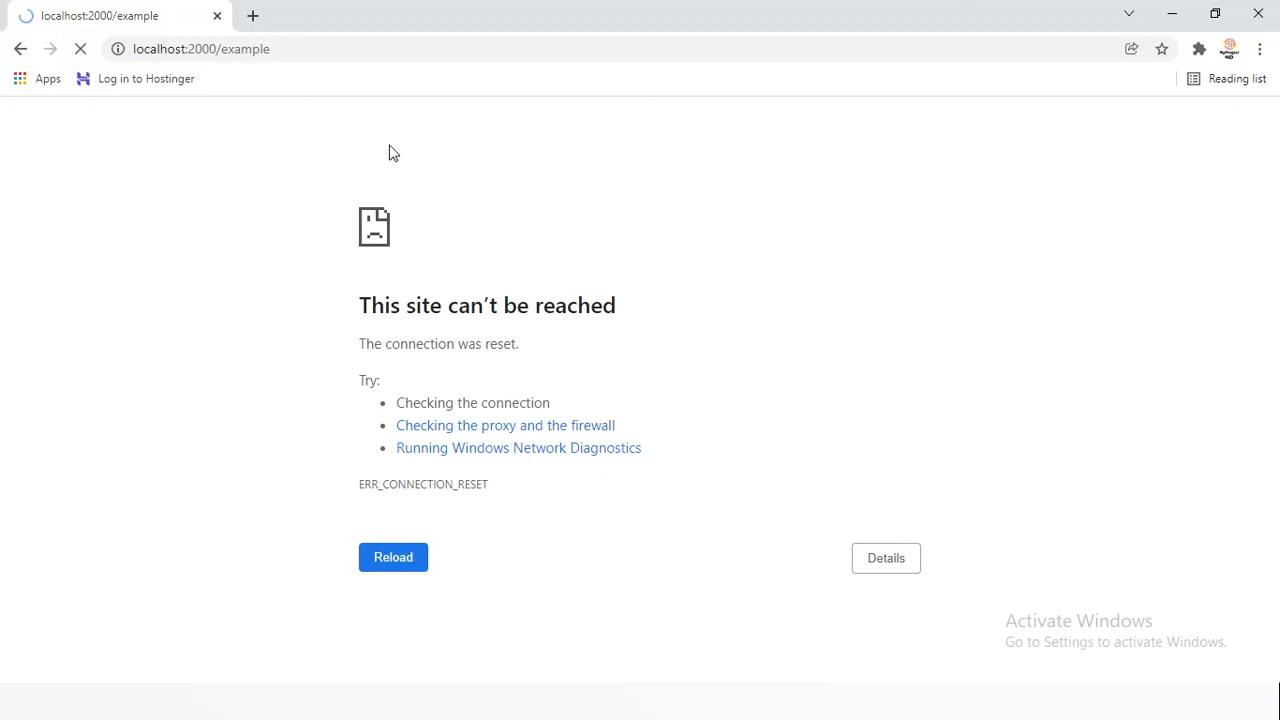 localhost:2000/example
localhost:2000/example
Apps Log in to Hostinger Reading list
This site can’t be reached
The connection was reset.
Try:
• Checking the connection
• Checking the proxy and the firewall
• Running Windows Network Diagnostics
ERR_CONNECTION_RESET
Reload Details
Activate Windows
Go to Settings to activate Windows.